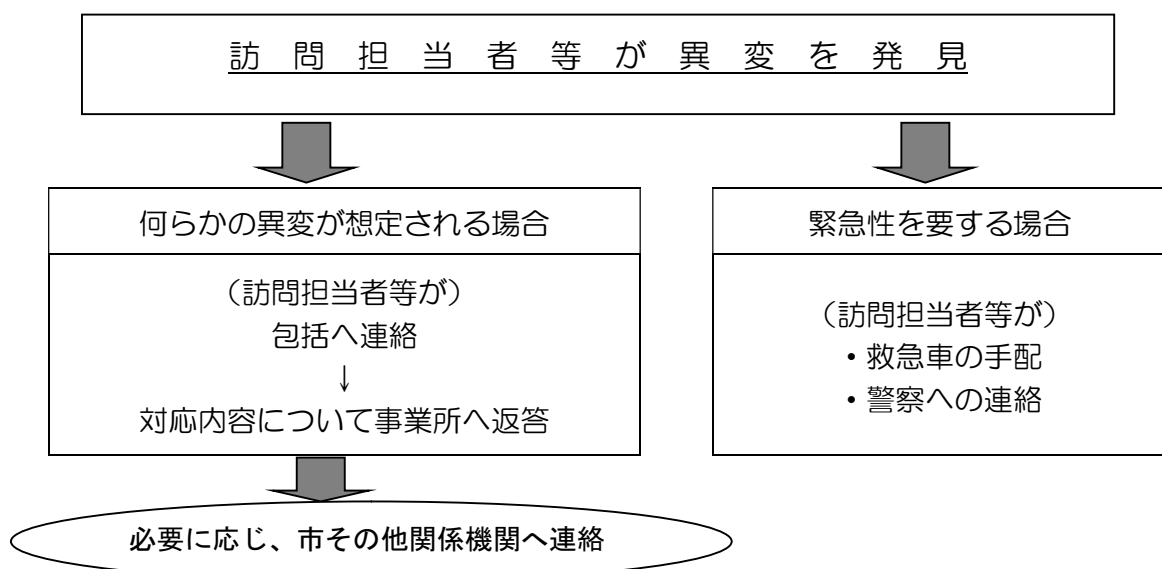 訪問担当者等が異変を発見
何らかの異変が想定される場合
（訪問担当者等が）
包括へ連絡
↓
対応内容について事業所へ返答
緊急性を要する場合
（訪問担当者等が）
・救急車の手配
・警察への連絡
必要に応じ、市その他関係機関へ連絡